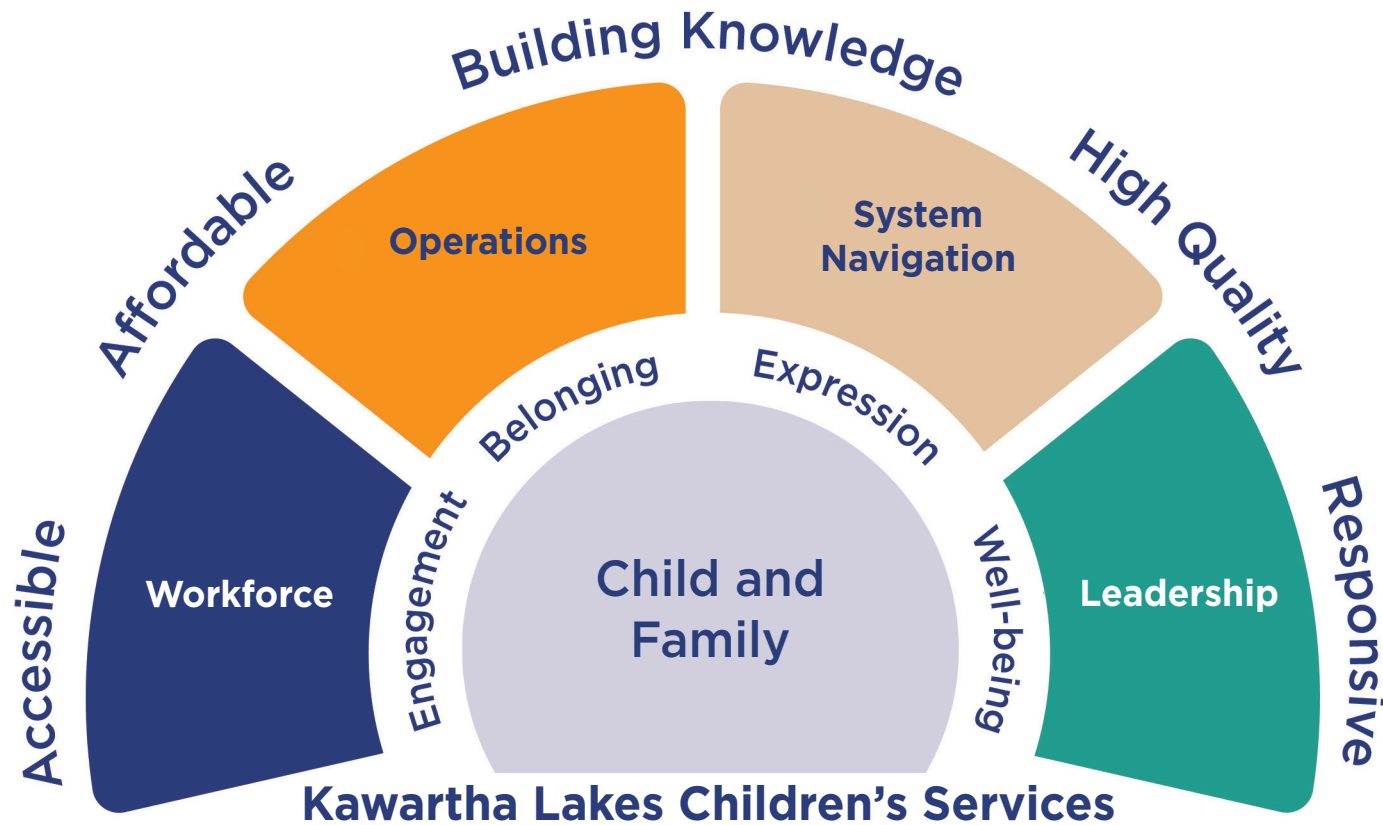 Building Knowledge
Affordable
High Quality
Accessible
Responsive
Operations
System
Navigation
Workforce
Leadership
Belonging
Expression
Engagement
Well-being
Child and
Family
Kawartha Lakes Children’s Services